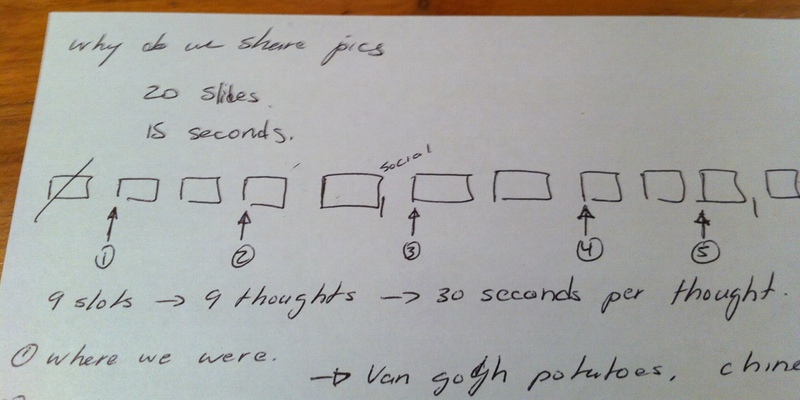 why do we share pics
20 slides.
15 seconds.
social
1 2 3 4 5
9 slots → 9 thoughts → 30 seconds per thought.
① where we were.
→ Van gogh potatoes, chine